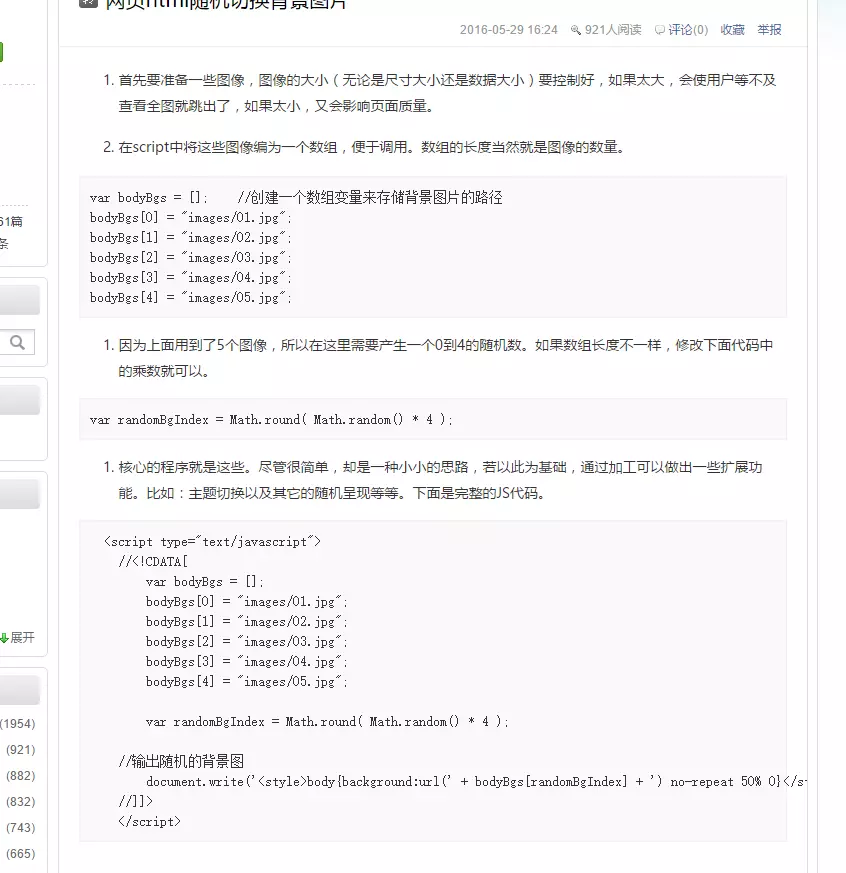 网页html随机切换背景图片
2016-05-29 16:24 921人阅读 评论(0) 收藏 举报
1. 首先要准备一些图像，图像的大小（无论是尺寸大小还是数据大小）要控制好，如果太大，会使用户等不及
查看全图就跳出了，如果太小，又会影响页面质量。
2. 在script中将这些图像编为一个数组，便于调用。数组的长度当然就是图像的数量。
var bodyBgs = []; //创建一个数组变量来存储背景图片的路径
bodyBgs[0] = "images/01.jpg";
bodyBgs[1] = "images/02.jpg";
bodyBgs[2] = "images/03.jpg";
bodyBgs[3] = "images/04.jpg";
bodyBgs[4] = "images/05.jpg";
1. 因为上面用到了5个图像，所以在这里需要产生一个0到4的随机数。如果数组长度不一样，修改下面代码中
的乘数就可以。
var randomBgIndex = Math.round( Math.random() * 4 );
1. 核心的程序就是这些。尽管很简单，却是一种小小的思路，若以此为基础，通过加工可以做出一些扩展功
能。比如：主题切换以及其它的随机呈现等等。下面是完整的JS代码。
<script type="text/javascript">
//<!CDATA[
var bodyBgs = [];
bodyBgs[0] = "images/01.jpg";
bodyBgs[1] = "images/02.jpg";
bodyBgs[2] = "images/03.jpg";
bodyBgs[3] = "images/04.jpg";
bodyBgs[4] = "images/05.jpg";
var randomBgIndex = Math.round( Math.random() * 4 );
//输出随机的背景图
document.write('<style>body{background:url(' + bodyBgs[randomBgIndex] + ') no-repeat 50% 0}</s
//]]>
</script>
61篇
条
展开
(1954)
(921)
(882)
(832)
(743)
(665)